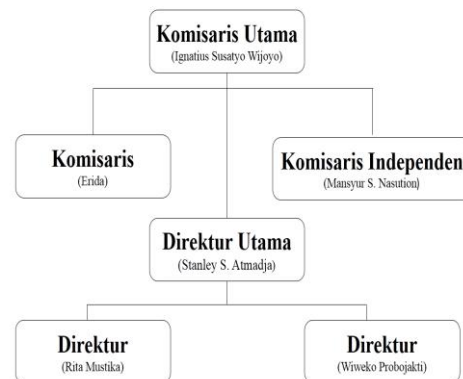 Komisaris Utama
(Ignatius Susatyo Wijoyo)
Komisaris
(Erida)
Komisaris Independen
(Mansyur S. Nasution)
Direktur Utama
(Stanley S. Atmadja)
Direktur
(Rita Mustika)
Direktur
(Wiweko Probojakti)